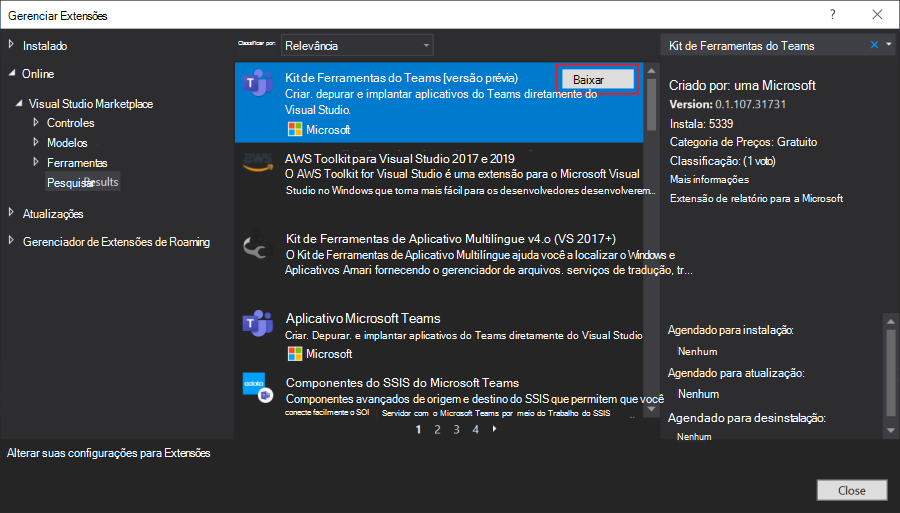 Gerenciar Extensões
?
Instalado
Online
Visual Studio Marketplace
Controles
Modelos
Ferramentas
Pesquisar Results
Atualizações
Gerenciador de Extensões de Roaming
Classificar por:
Relevância
Kit de Ferramentas do Teams [versão prévia)
Baixar
Criar. depurar e implantar aplicativos do Teams diretamente do
Visual Studio.
Microsoft
aws
AWS Toolkit para Visual Studio 2017 e 2019
O AWS Toolkit for Visual Studio é uma extensão para o Microsoft Visual
Studio no Windows que torna mais fácil para os desenvolvedores desenvolverem...
Kit de Ferramentas de Aplicativo Multilíngue v4.o (VS 2017+)
O Kit de Ferramentas de Aplicativo Multilíngue ajuda você a localizar o Windows e
Aplicativos Amari fornecendo o gerenciador de arquivos. serviços de tradução, tr...
Aplicativo Microsoft Teams
Criar. Depurar. e implantar aplicativos do Teams diretamente do Visual Studio
Microsoft
Componentes do SSIS do Microsoft Teams
Componentes avançados de origem e destino do SSIS que permitem que você
conecte facilmente o SOI | Servidor com o Microsoft Teams por meio do Trabalho do SSIS ..
1 2 3 4
Kit de Ferramentas do Teams
Criado por: uma Microsoft
Version: 0.1.107.31731
Instala: 5339
Categoria de Preços: Gratuito
Classificação: (1 voto)
Mais informações
Extensão de relatório para a Microsoft
Agendado para instalação:
Nenhum
Agendado para atualização:
Nenhum
Agendado para desinstalação:
Nenhum
Alterar suas configurações para Extensões
Close